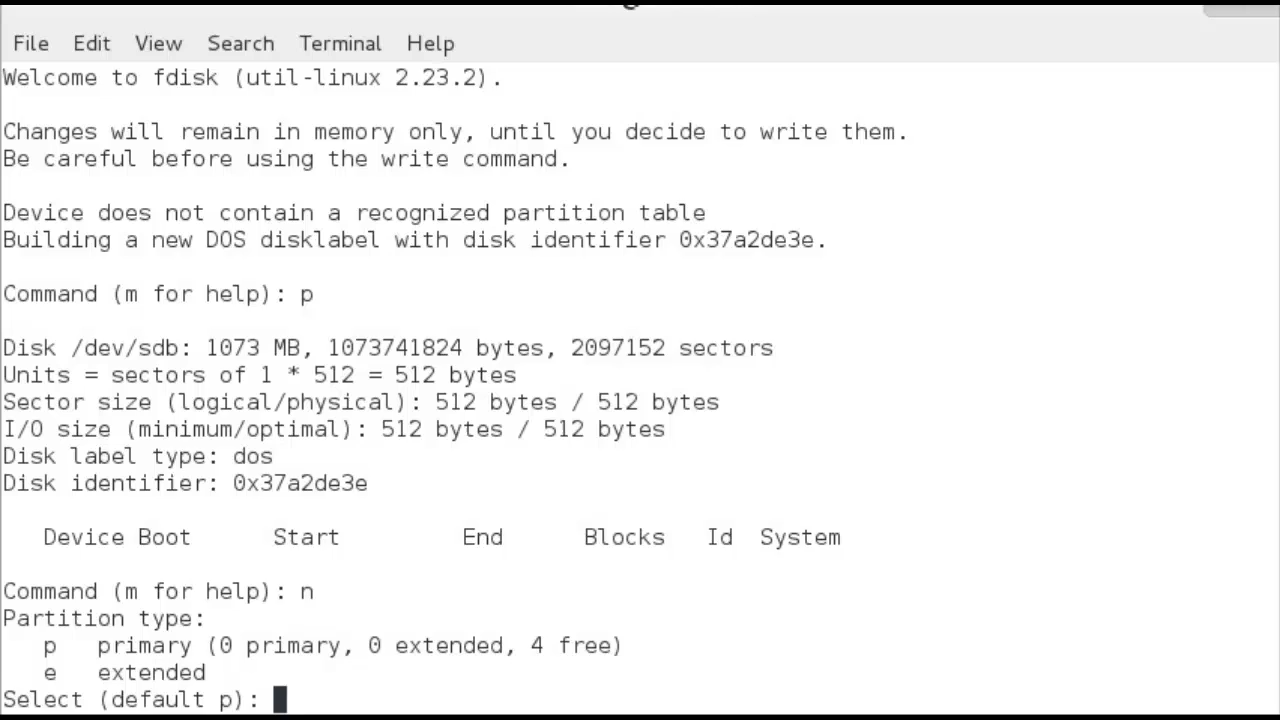 File Edit View Search Terminal Help
Welcome to fdisk (util-linux 2.23.2).
Changes will remain in memory only, until you decide to write them.
Be careful before using the write command.
Device does not contain a recognized partition table
Building a new DOS disklabel with disk identifier 0x37a2de3e.
Command (m for help): p
Disk /dev/sdb: 1073 MB, 1073741824 bytes, 2097152 sectors
Units = sectors of 1 * 512 = 512 bytes
Sector size (logical/physical): 512 bytes / 512 bytes
I/O size (minimum/optimal): 512 bytes / 512 bytes
Disk label type: dos
Disk identifier: 0x37a2de3e
Device Boot Start End Blocks Id System
Command (m for help): n
Partition type:
p primary (0 primary, 0 extended, 4 free)
e extended
Select (default p):